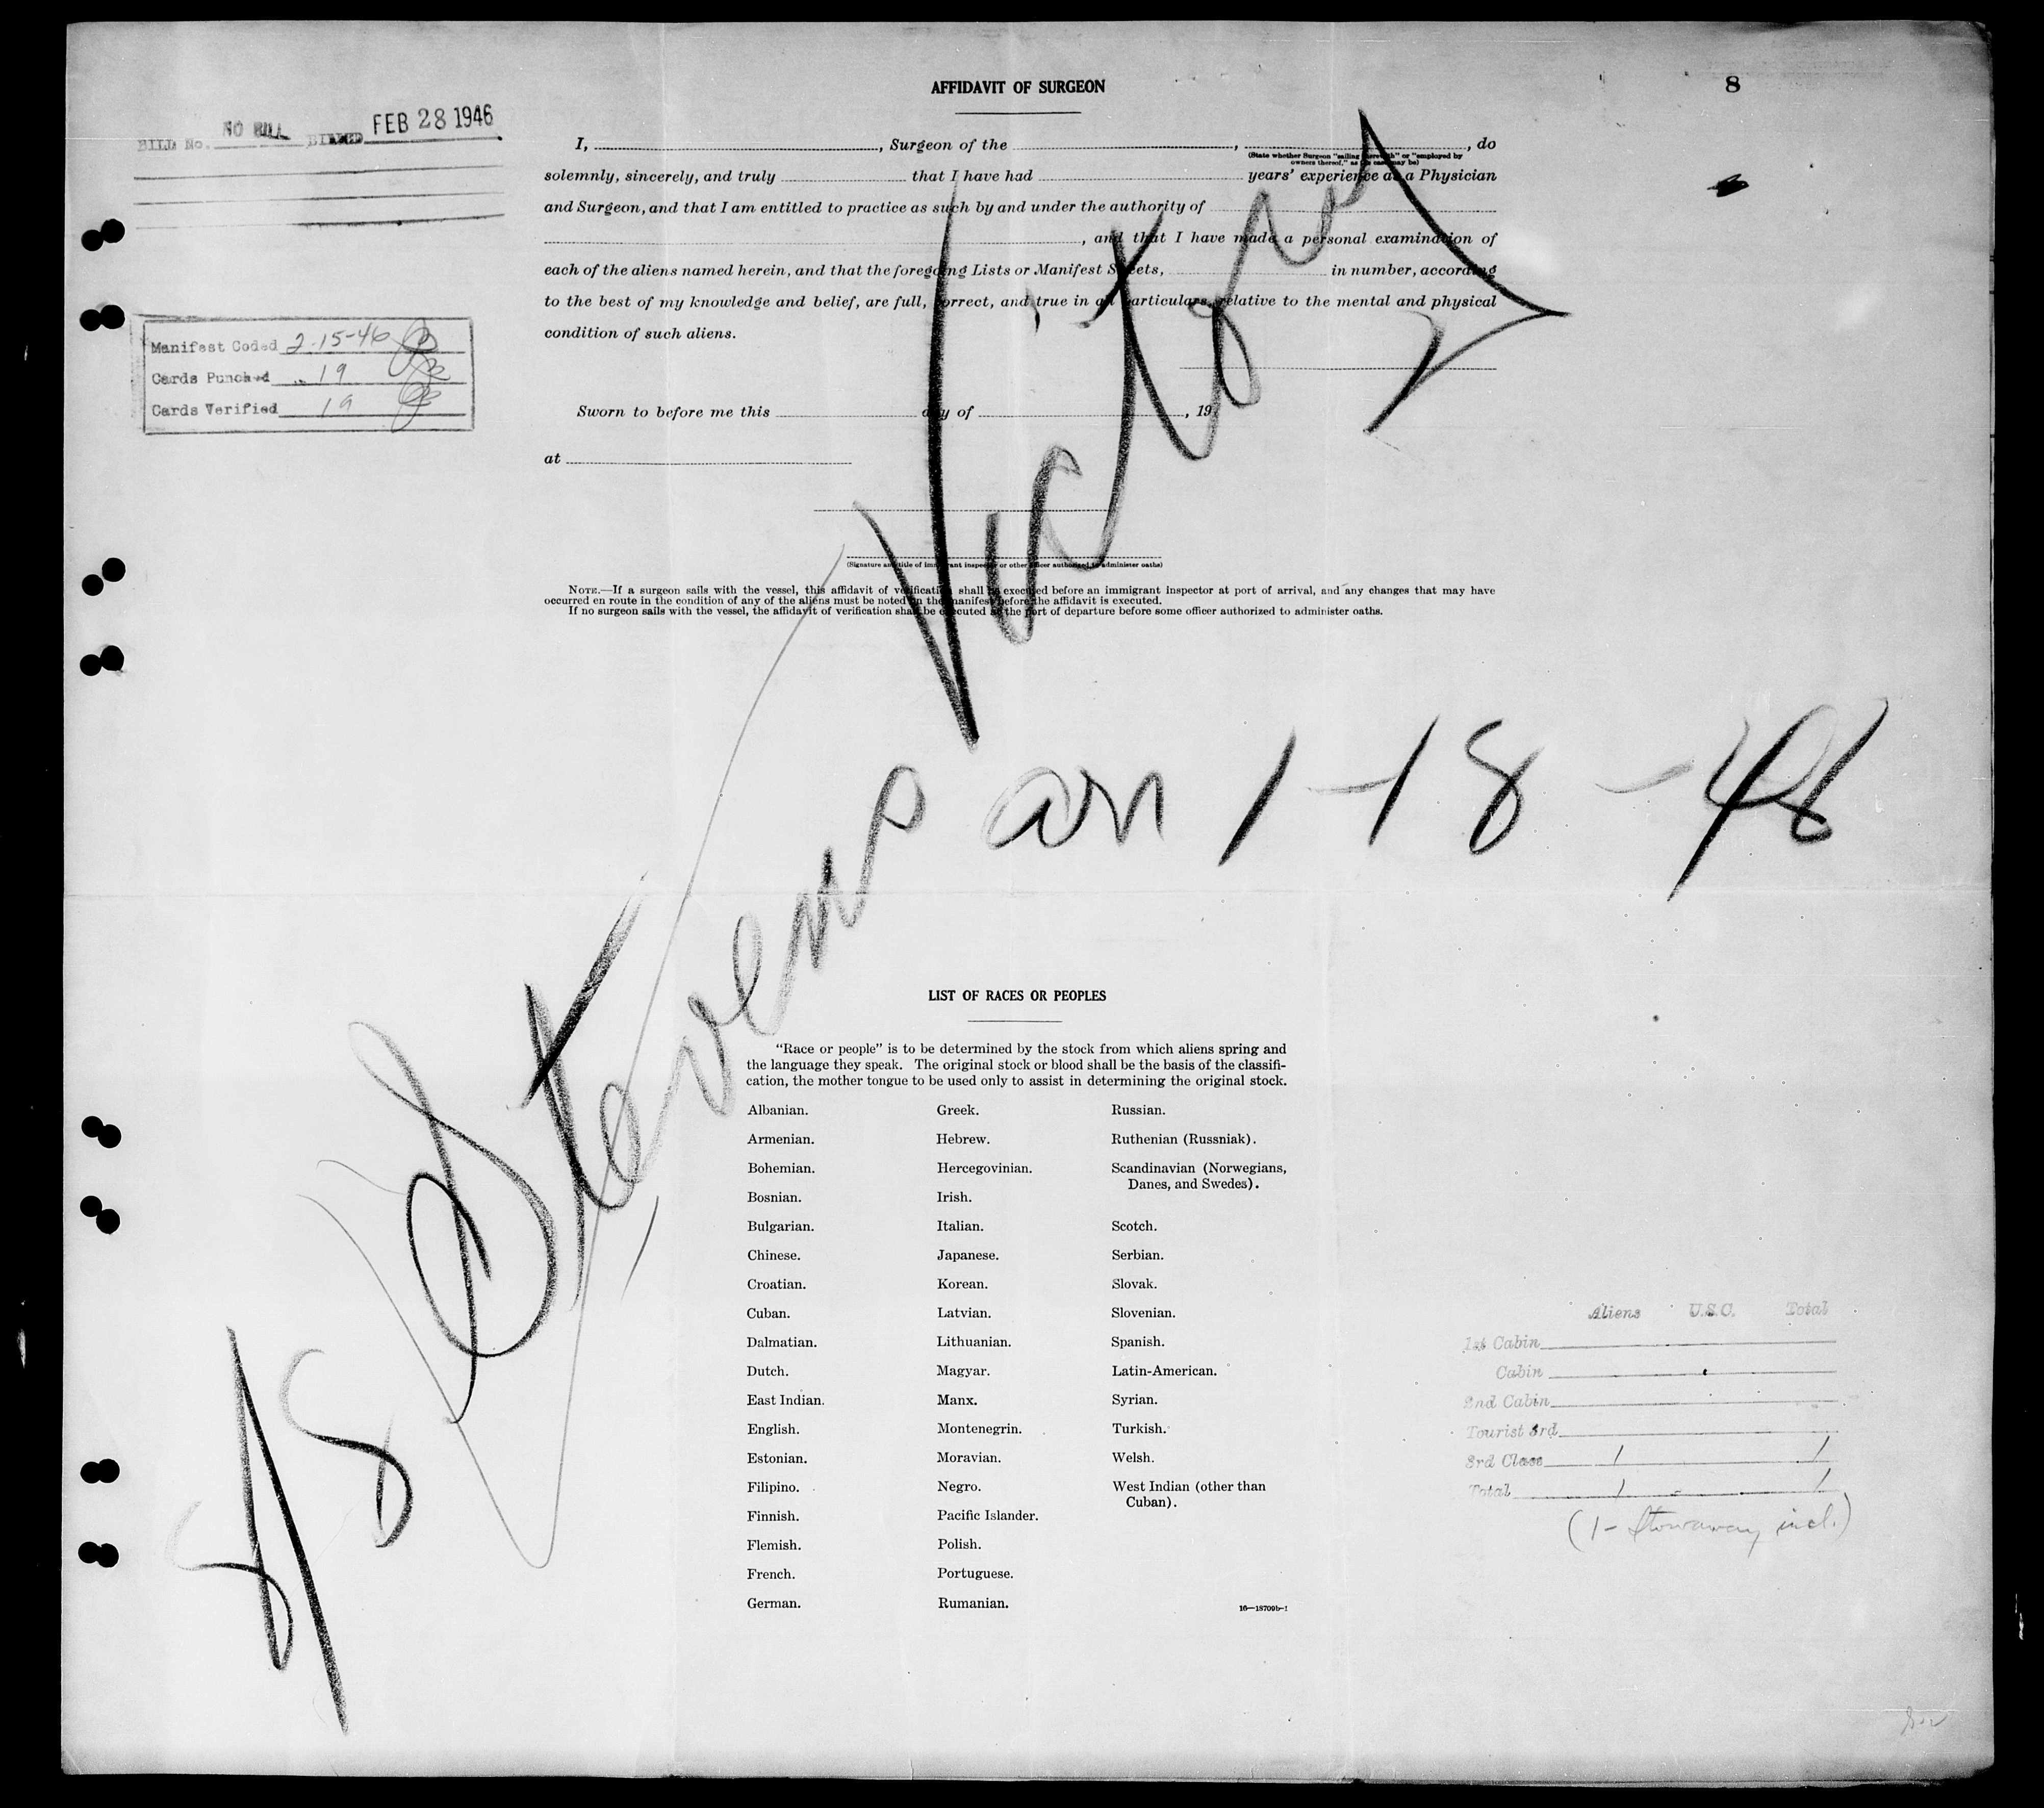 AFFIDAVIT OF SURGEON
8
BILL No. NO BILL BILLED FEB 28 1946
I, , Surgeon of the , , do
(State whether Surgeon "sailing therewith" or "employed by
owners thereof," as the case may be)
solemnly, sincerely, and truly that I have had years' experience as a Physician
and Surgeon, and that I am entitled to practice as such by and under the authority of
, and that I have made a personal examination of
each of the aliens named herein, and that the foregoing Lists or Manifest Sheets, in number, according
to the best of my knowledge and belief, are full, correct, and true in all particulars, relative to the mental and physical
condition of such aliens.
Manifest Coded 2-15-46
Cards Punched 19
Cards Verified 19
Sworn to before me this day of , 19
at
(Signature and title of immigrant inspector or other officer authorized to administer oaths)
NOTE.—If a surgeon sails with the vessel, this affidavit of verification shall be executed before an immigrant inspector at port of arrival, and any changes that may have
occurred en route in the condition of any of the aliens must be noted on the manifest before the affidavit is executed.
If no surgeon sails with the vessel, the affidavit of verification shall be executed at the port of departure before some officer authorized to administer oaths.
S/S Stevens Victory
arr 1-18-46
LIST OF RACES OR PEOPLES
"Race or people" is to be determined by the stock from which aliens spring and
the language they speak. The original stock or blood shall be the basis of the classifi-
cation, the mother tongue to be used only to assist in determining the original stock.
Albanian.
Armenian.
Bohemian.
Bosnian.
Bulgarian.
Chinese.
Croatian.
Cuban.
Dalmatian.
Dutch.
East Indian.
English.
Estonian.
Filipino.
Finnish.
Flemish.
French.
German.
Greek.
Hebrew.
Hercegovinian.
Irish.
Italian.
Japanese.
Korean.
Latvian.
Lithuanian.
Magyar.
Manx.
Montenegrin.
Moravian.
Negro.
Pacific Islander.
Polish.
Portuguese.
Rumanian.
Russian.
Ruthenian (Russniak).
Scandinavian (Norwegians,
Danes, and Swedes).
Scotch.
Serbian.
Slovak.
Slovenian.
Spanish.
Latin-American.
Syrian.
Turkish.
Welsh.
West Indian (other than
Cuban).
16—18709b-1
Aliens U.S.C. Total
1st Cabin
Cabin
2nd Cabin
Tourist 3rd
3rd Class 1 1
Total 1 - 1
(1- Stowaway incl.)